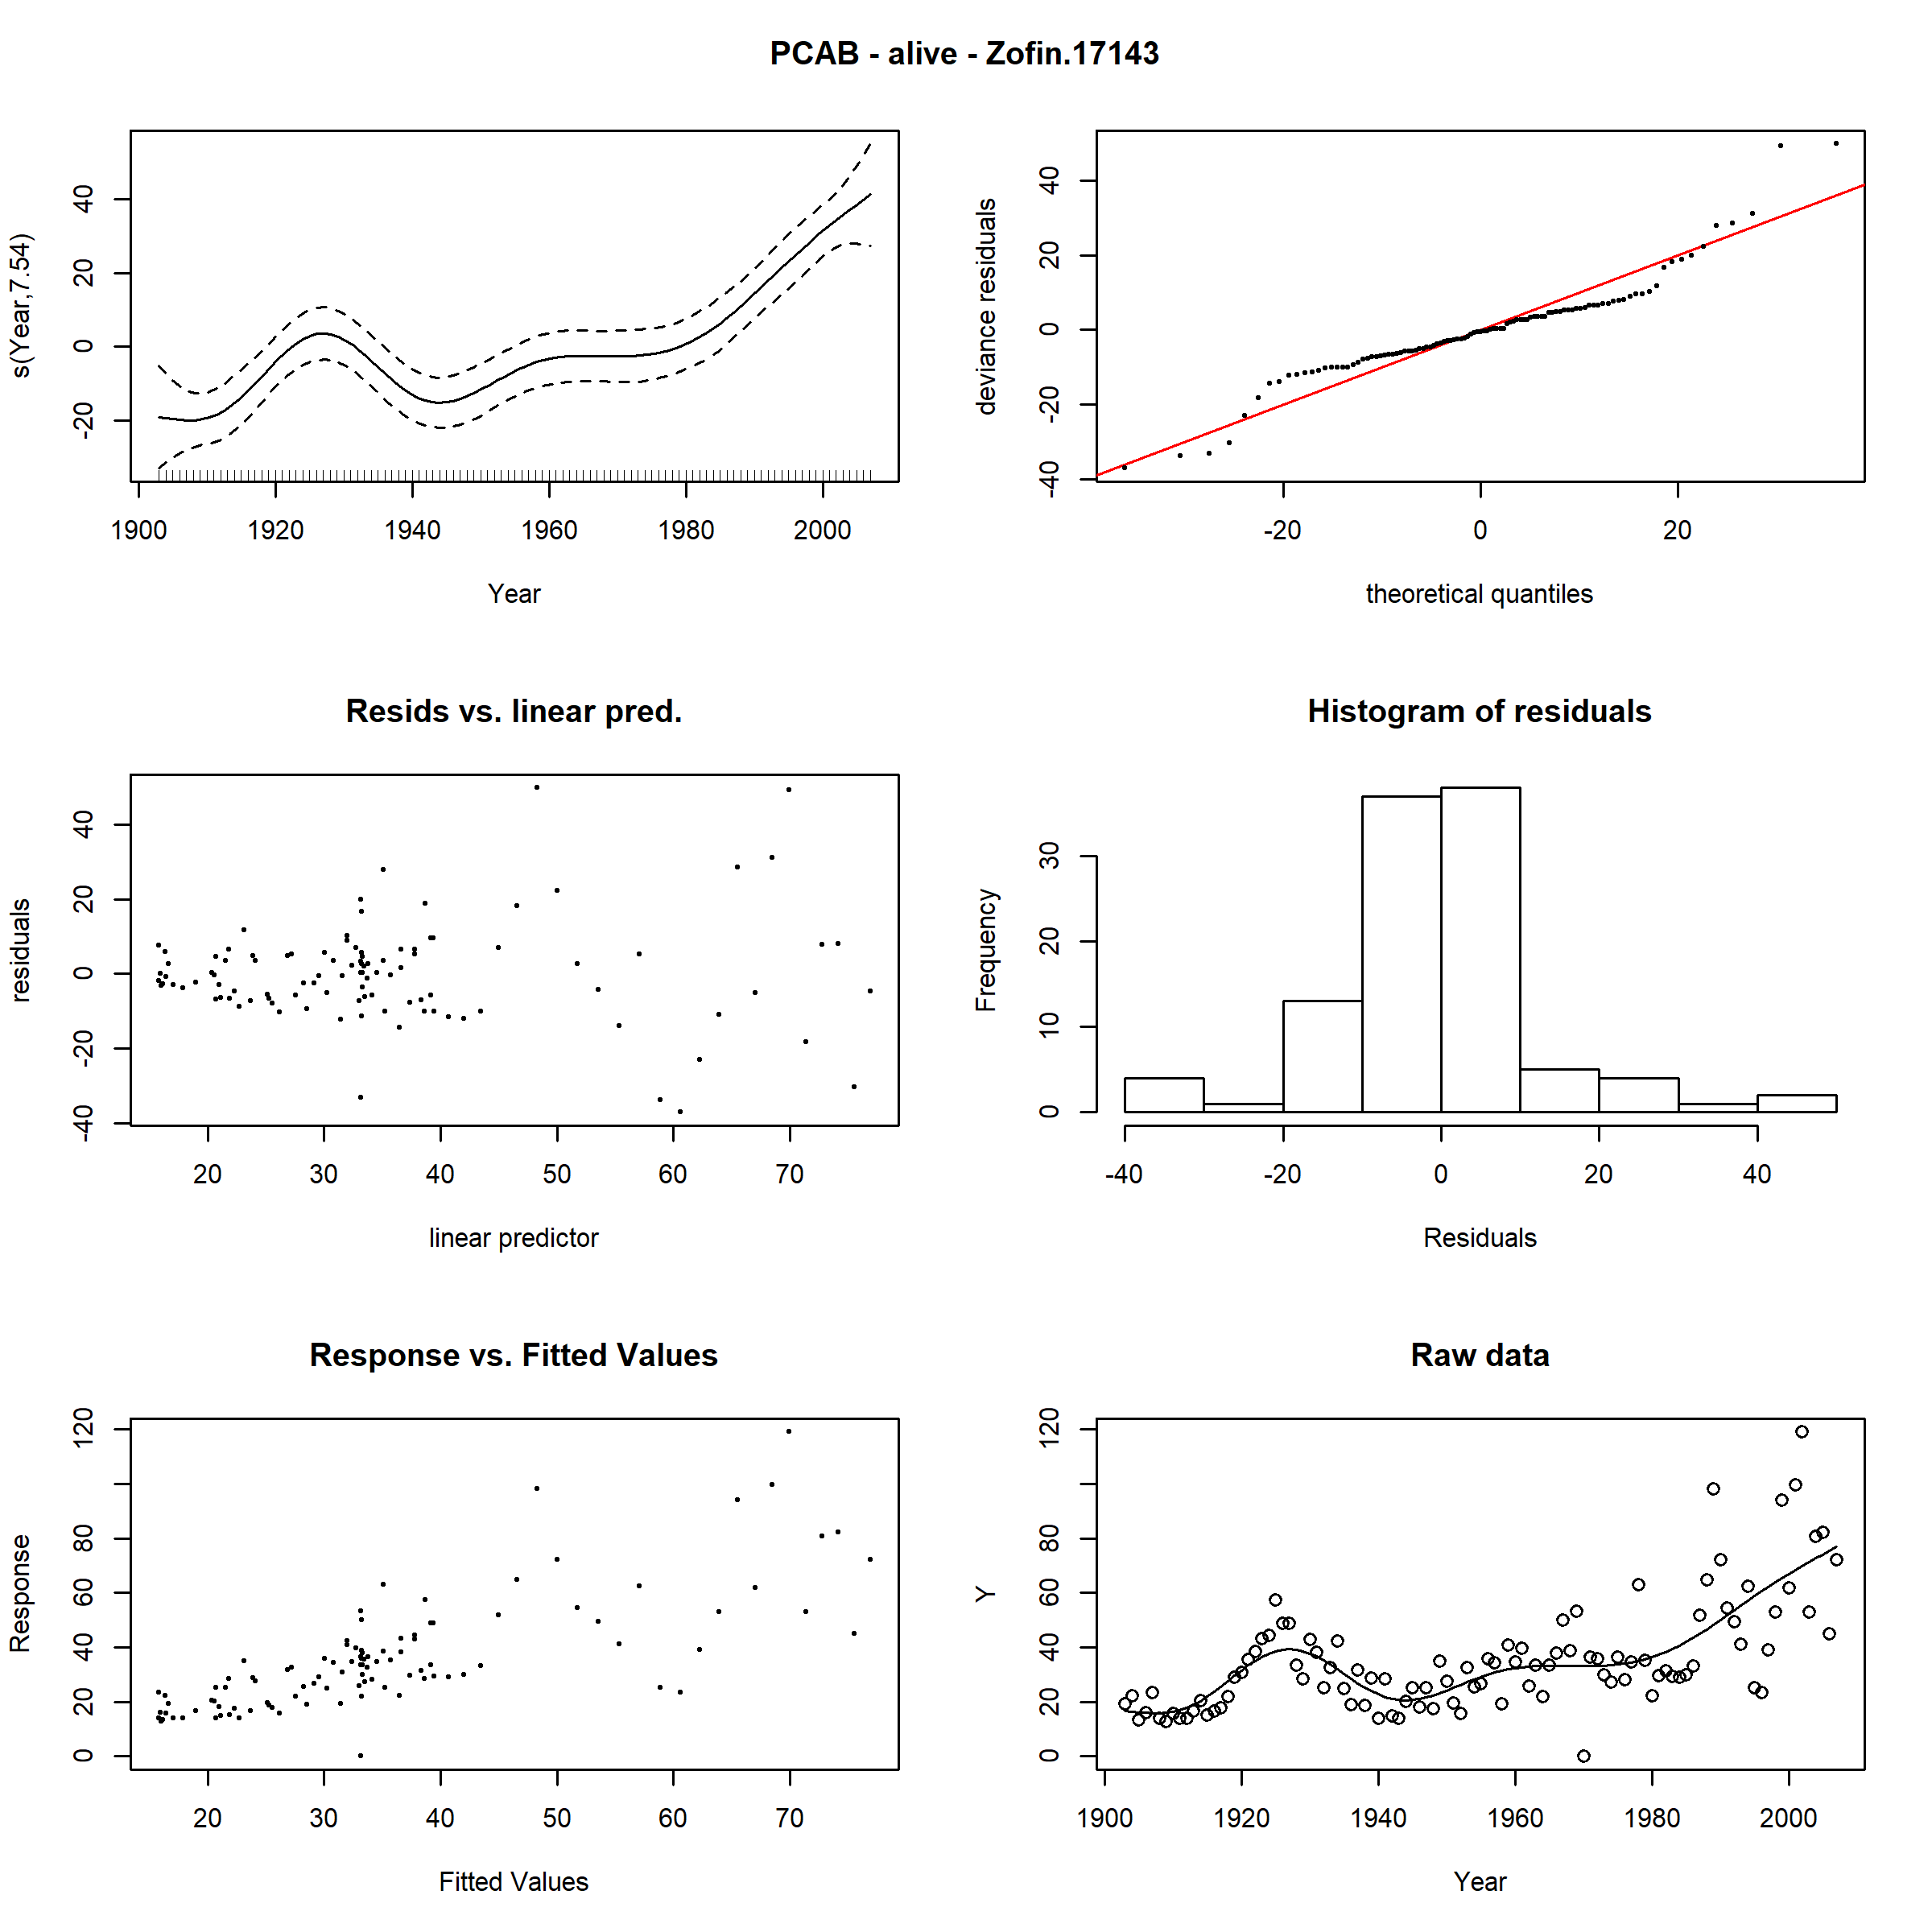 PCAB - alive - Zofin.17143
s(Year,7.54)
-20 0 20 40
1900 1920 1940 1960 1980 2000
Year
deviance residuals
-40 -20 0 20 40
-20 0 20
theoretical quantiles
Resids vs. linear pred.
residuals
-40 -20 0 20 40
20 30 40 50 60 70
linear predictor
Histogram of residuals
Frequency
0 10 20 30
-40 -20 0 20 40
Residuals
Response vs. Fitted Values
Response
0 20 40 60 80 120
20 30 40 50 60 70
Fitted Values
Raw data
Y
0 20 40 60 80 120
1900 1920 1940 1960 1980 2000
Year